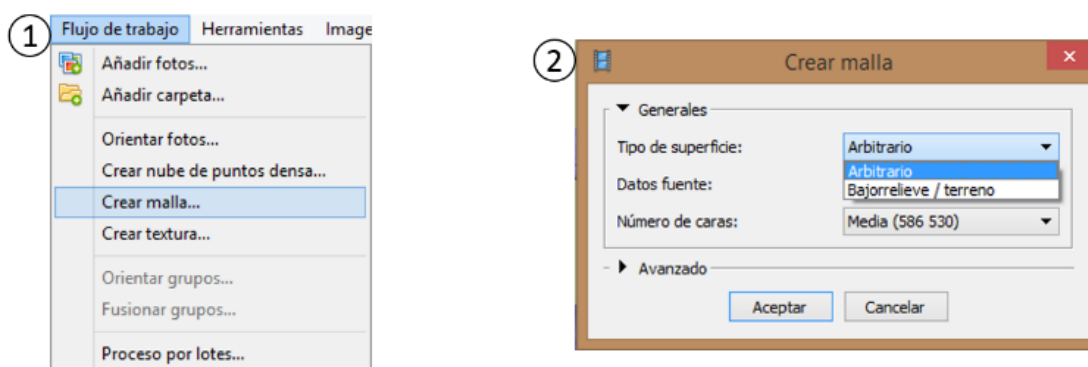 1
Flujo de trabajo Herramientas Image
Añadir fotos...
Añadir carpeta...
Orientar fotos...
Crear nube de puntos densa...
Crear malla...
Crear textura...
Orientar grupos...
Fusionar grupos...
Proceso por lotes...
2
Crear malla
Generales
Tipo de superficie: Arbitrario
Arbitrario
Datos fuente: Bajorrelieve / terreno
Número de caras: Media (586 530)
Avanzado
Aceptar Cancelar